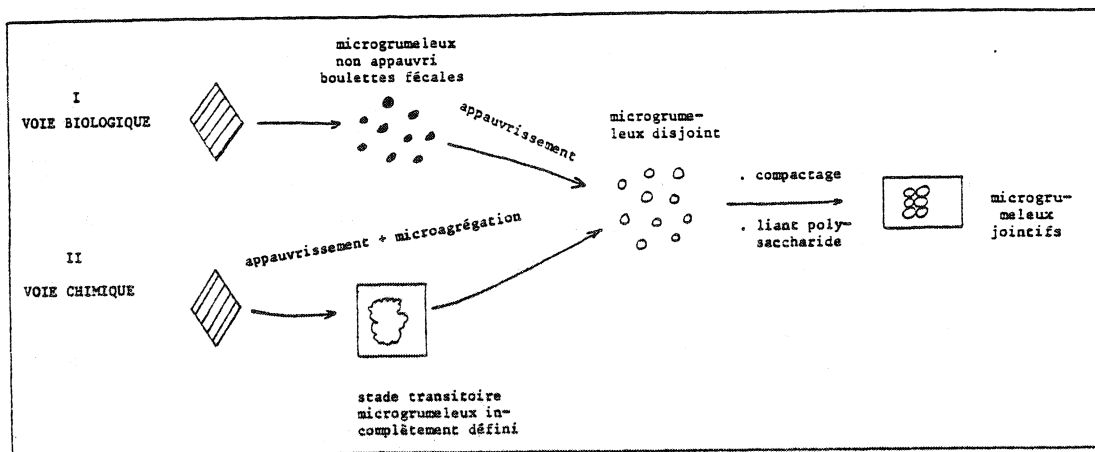 microgrumeleux
non appauvri
boulettes fécales
I
VOIE BIOLOGIQUE
appauvrissement
microgrume-
leux disjoint
. compactage
. liant poly-
saccharide
microgru-
meleux
jointifs
appauvrissement + microagrégation
II
VOIE CHIMIQUE
stade transitoire
microgrumeleux in-
complètement défini